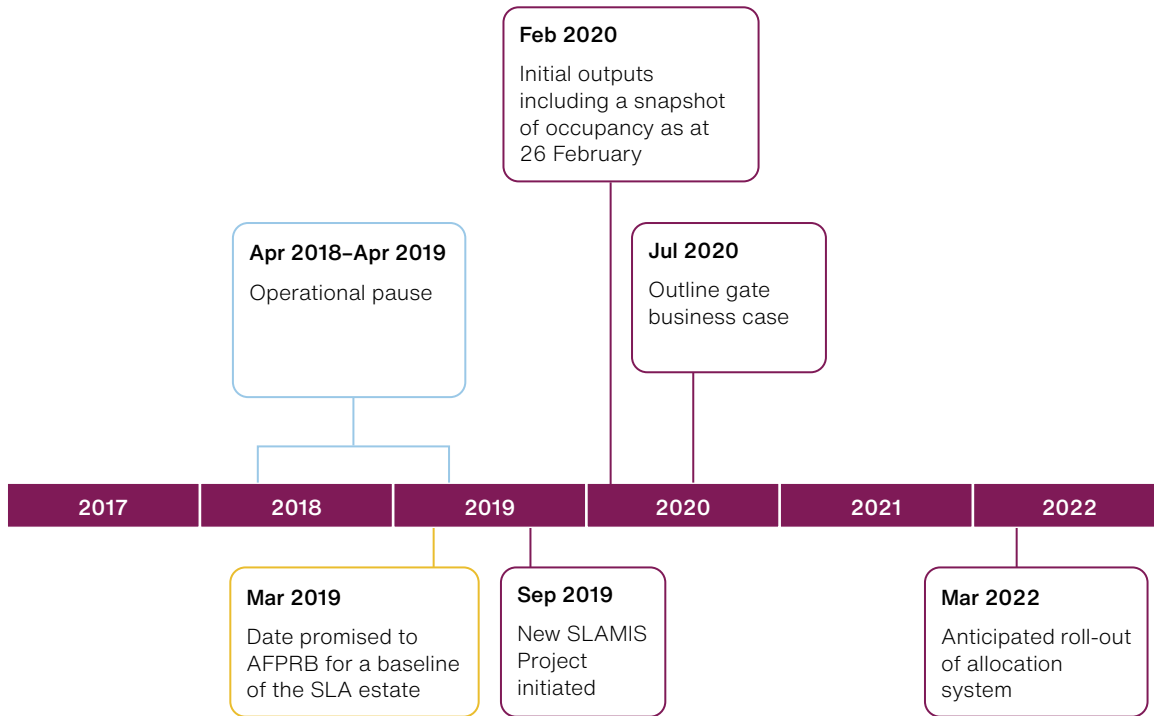 Feb 2020
Initial outputs
including a snapshot
of occupancy as at
26 February
Apr 2018–Apr 2019
Operational pause
Jul 2020
Outline gate
business case
2017 2018 2019 2020 2021 2022
Mar 2019
Date promised to
AFPRB for a baseline
of the SLA estate
Sep 2019
New SLAMIS
Project
initiated
Mar 2022
Anticipated roll-out
of allocation
system